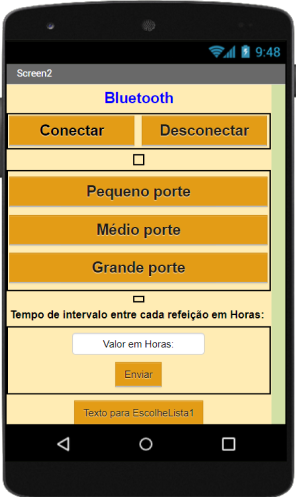 9:48
Screen2
Bluetooth
Conectar Desconectar
Pequeno porte
Médio porte
Grande porte
Tempo de intervalo entre cada refeição em Horas:
Valor em Horas:
Enviar
Texto para EscolheLista1